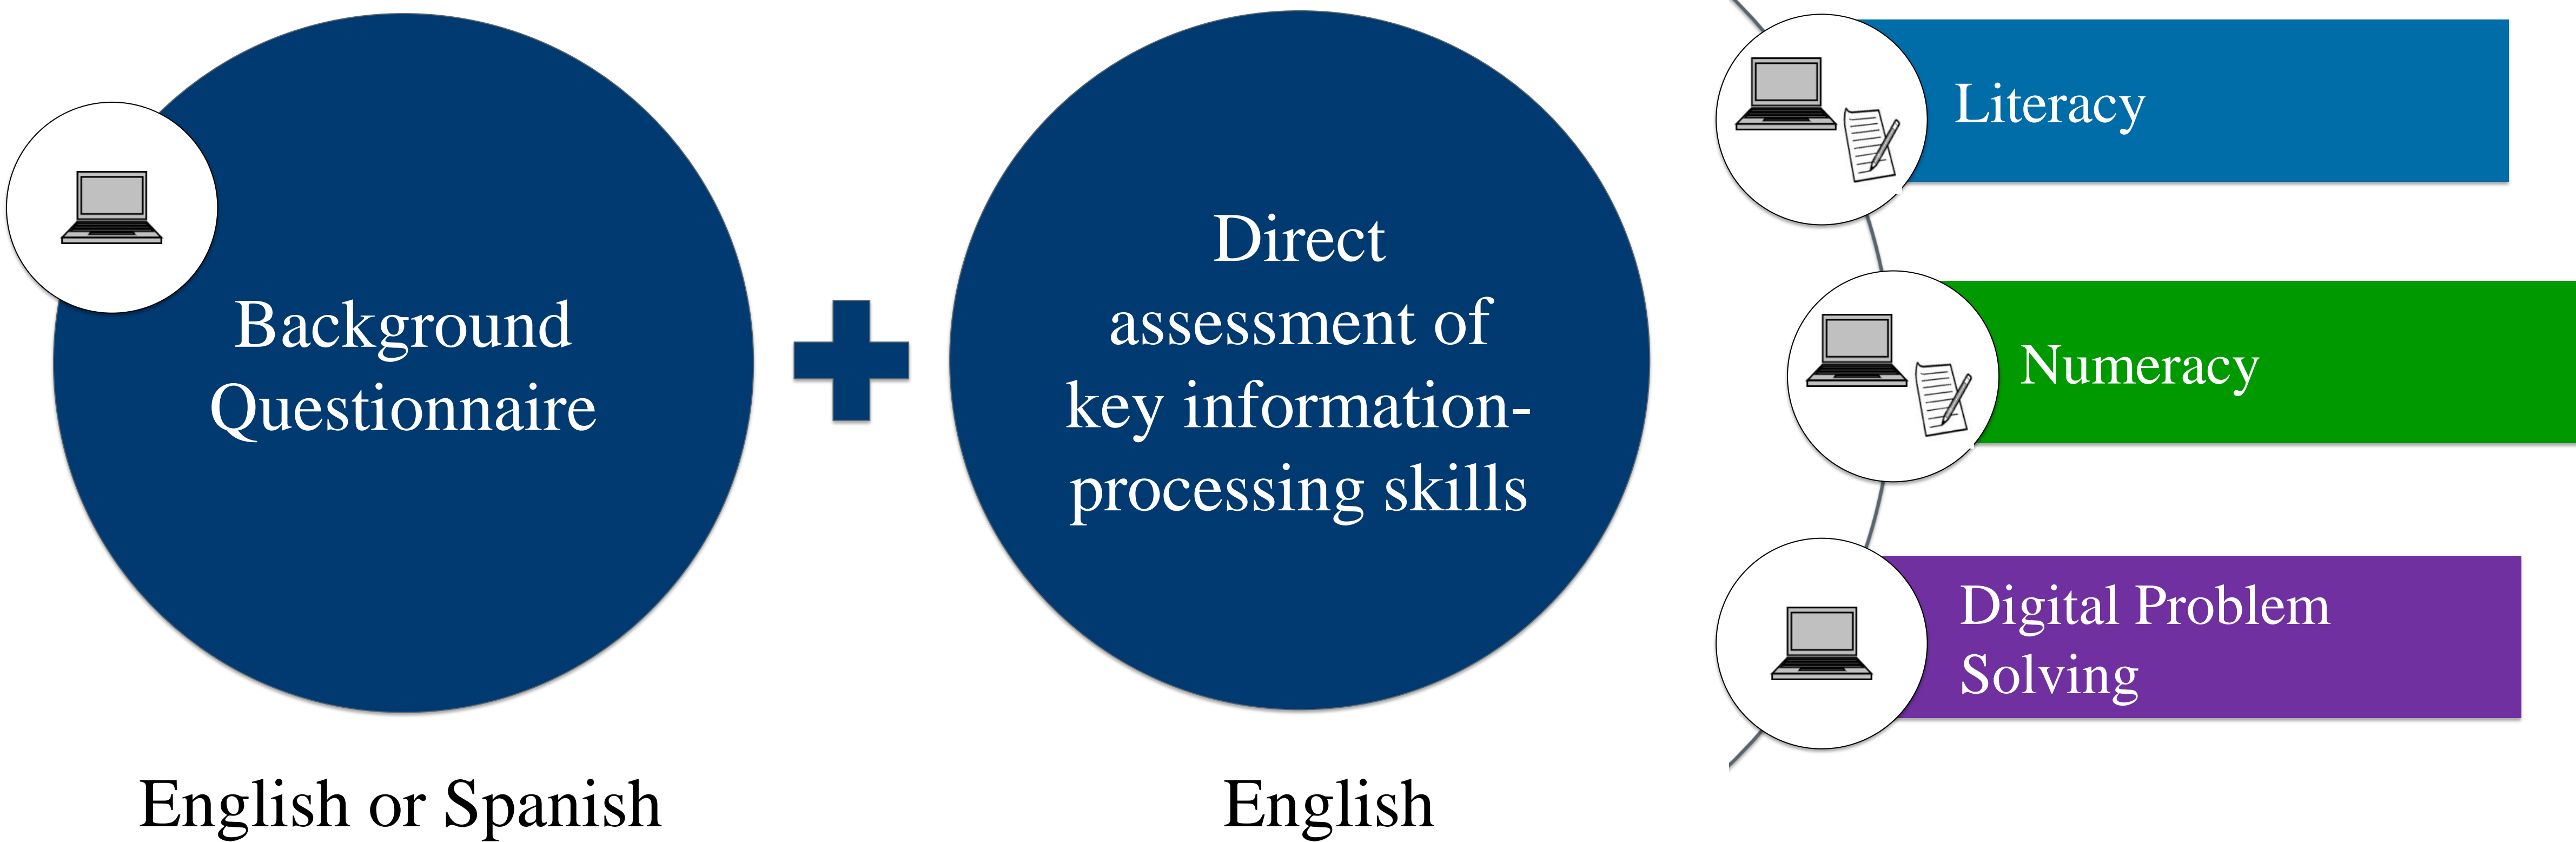 Background
Questionnaire
English or Spanish
Direct
assessment of
key information-
processing skills
English
Literacy
Numeracy
Digital Problem
Solving